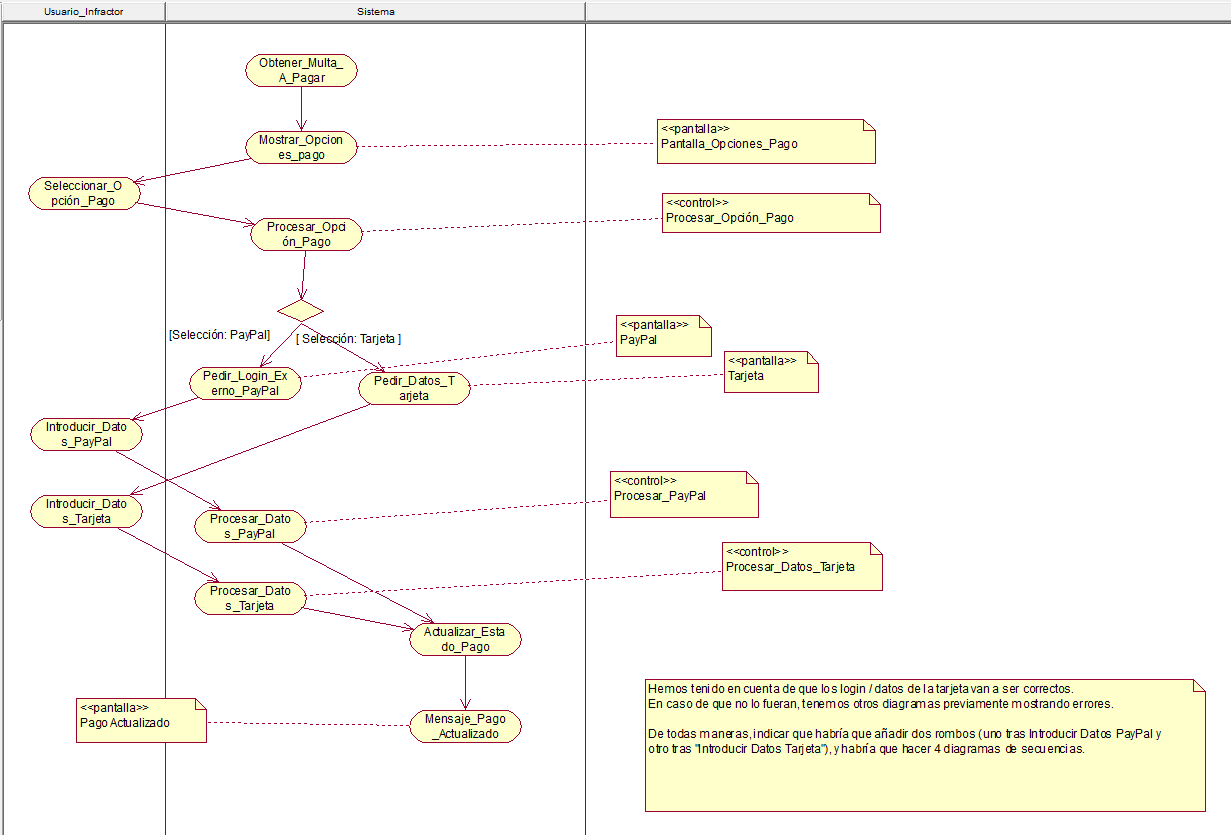 Usuario_Infractor
Sistema
Obtener_Multa_
A_Pagar
Mostrar_Opcion
es_pago
<<pantalla>>
Pantalla_Opciones_Pago
Seleccionar_O
pción_Pago
<<control>>
Procesar_Opción_Pago
Procesar_Opci
ón_Pago
[Selección: PayPal]
[ Selección: Tarjeta ]
<<pantalla>>
PayPal
<<pantalla>>
Tarjeta
Pedir_Login_Ex
erno_PayPal
Pedir_Datos_T
arjeta
Introducir_Dato
s_PayPal
<<control>>
Procesar_PayPal
Introducir_Dato
s_Tarjeta
Procesar_Dato
s_PayPal
<<control>>
Procesar_Datos_Tarjeta
Procesar_Dato
s_Tarjeta
Actualizar_Esta
do_Pago
<<pantalla>>
Pago Actualizado
Mensaje_Pago
_Actualizado
Hemos tenido en cuenta de que los login / datos de la tarjeta van a ser correctos.
En caso de que no lo fueran, tenemos otros diagramas previamente mostrando errores.
De todas maneras, indicar que habría que añadir dos rombos (uno tras Introducir Datos PayPal y
otro tras "Introducir Datos Tarjeta"), y habría que hacer 4 diagramas de secuencias.